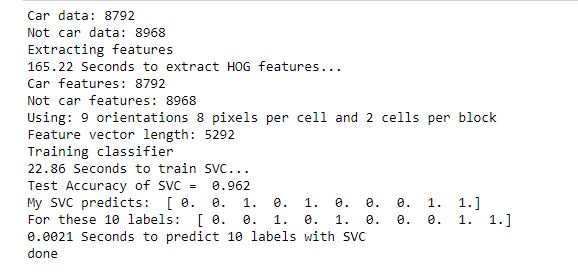 Car data: 8792
Not car data: 8968
Extracting features
165.22 Seconds to extract HOG features...
Car features: 8792
Not car features: 8968
Using: 9 orientations 8 pixels per cell and 2 cells per block
Feature vector length: 5292
Training classifier
22.86 Seconds to train SVC...
Test Accuracy of SVC =  0.962
My SVC predicts:  [ 0.  0.  1.  0.  1.  0.  0.  0.  1.  1.]
For these 10 labels:  [ 0.  0.  1.  0.  1.  0.  0.  0.  1.  1.]
0.0021 Seconds to predict 10 labels with SVC
done